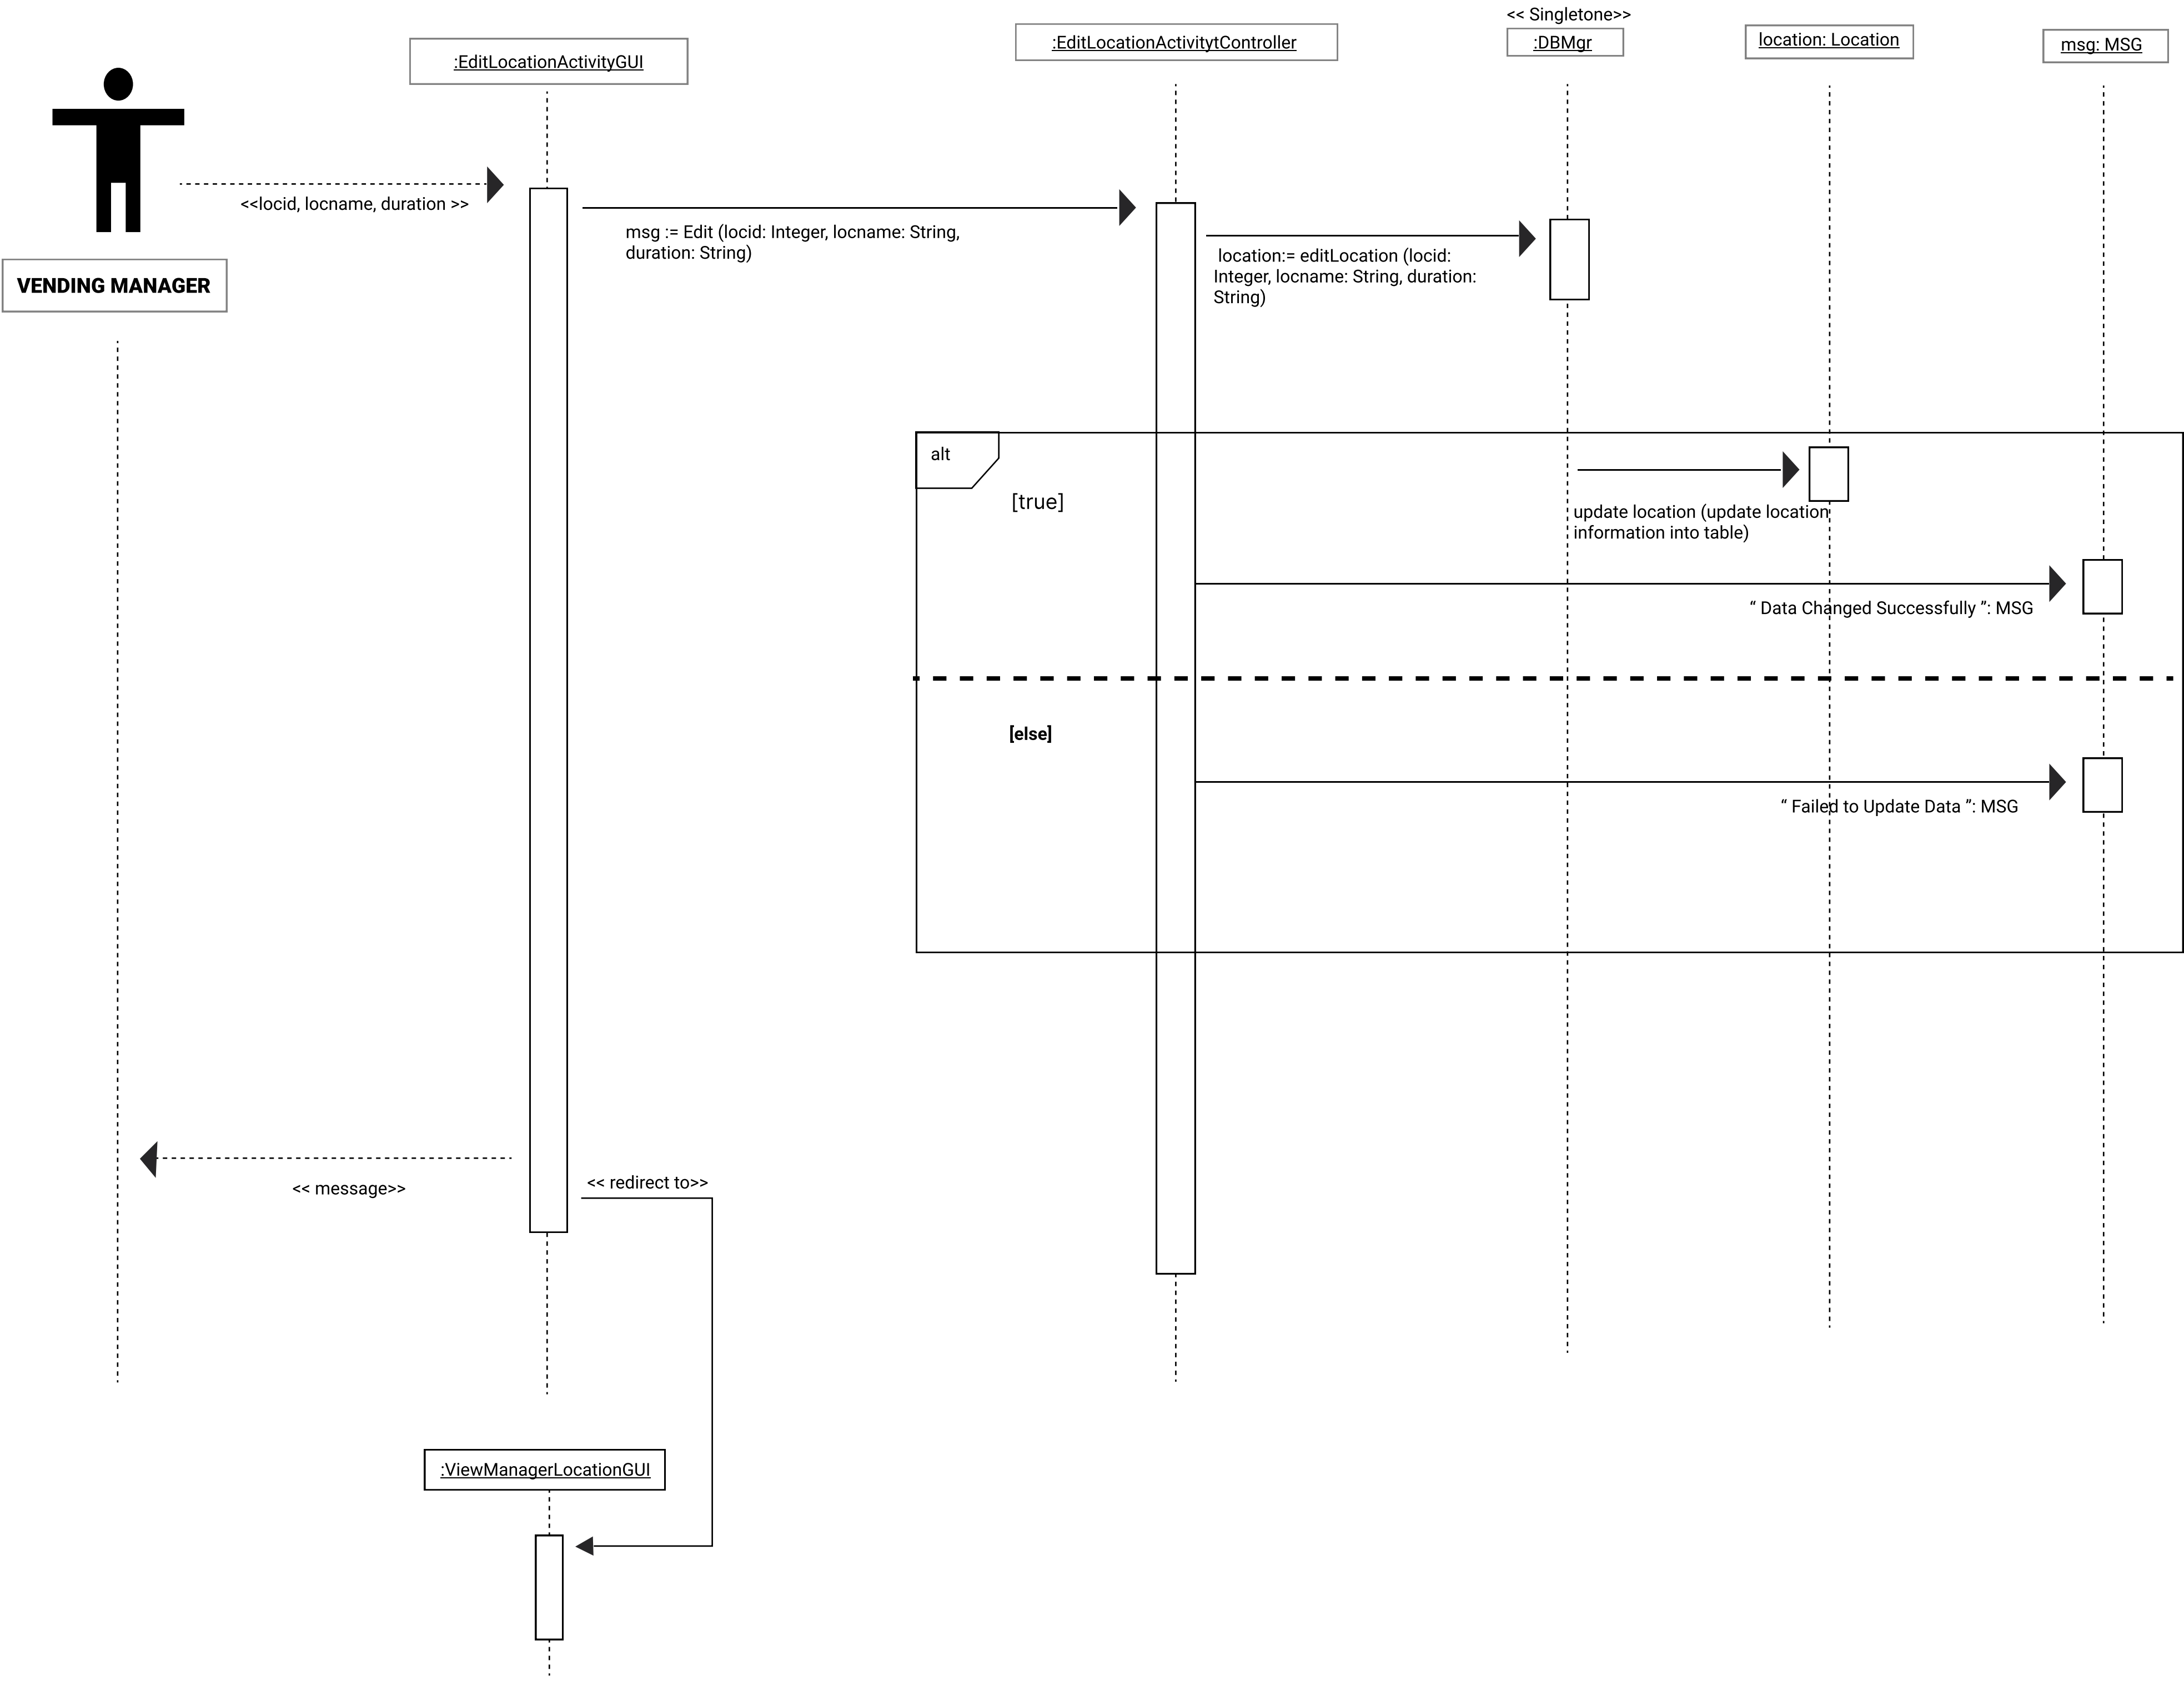 << Singletone>>
:EditLocationActivityGUI
:EditLocationActivitytController
:DBMgr
location: Location
msg: MSG
VENDING MANAGER
<<locid, locname, duration >>
msg := Edit (locid: Integer, locname: String,
duration: String)
location:= editLocation (locid:
Integer, locname: String, duration:
String)
alt
[true]
update location (update location
information into table)
“ Data Changed Successfully ”: MSG
[else]
“ Failed to Update Data ”: MSG
<< message>>
<< redirect to>>
:ViewManagerLocationGUI